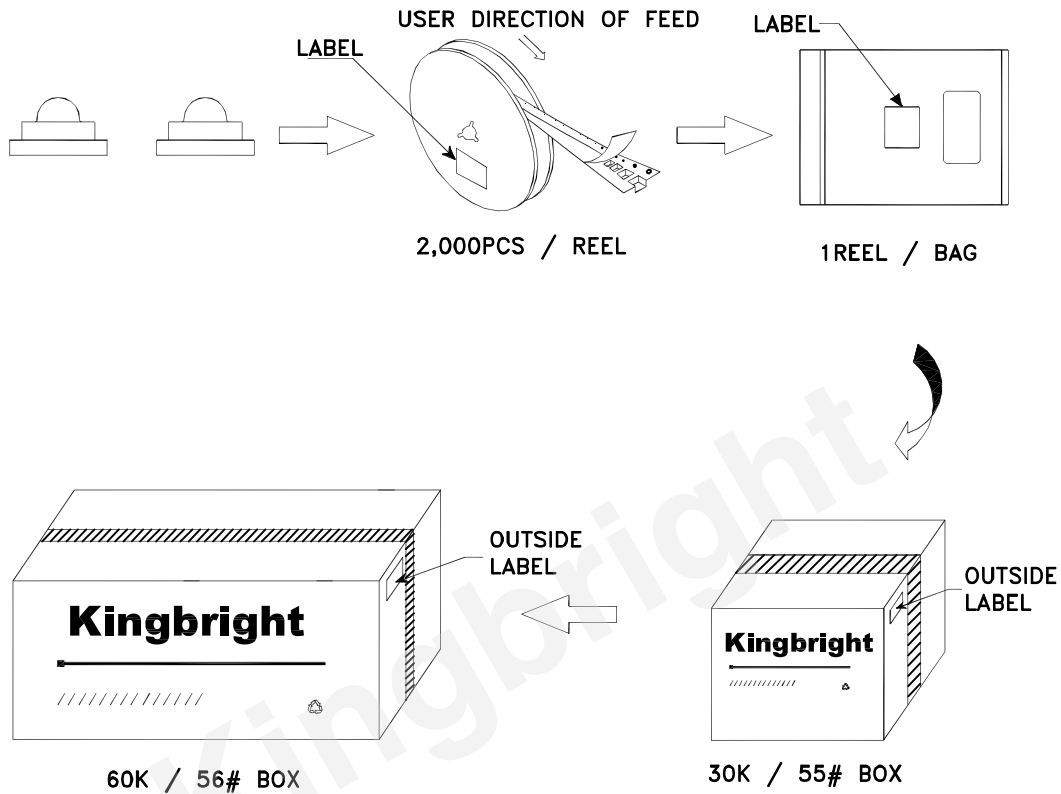 USER DIRECTION OF FEED
LABEL
LABEL
2,000PCS / REEL
1REEL / BAG
OUTSIDE
LABEL
OUTSIDE
LABEL
Kingbright
Kingbright
60K / 56# BOX
30K / 55# BOX
Kingbright